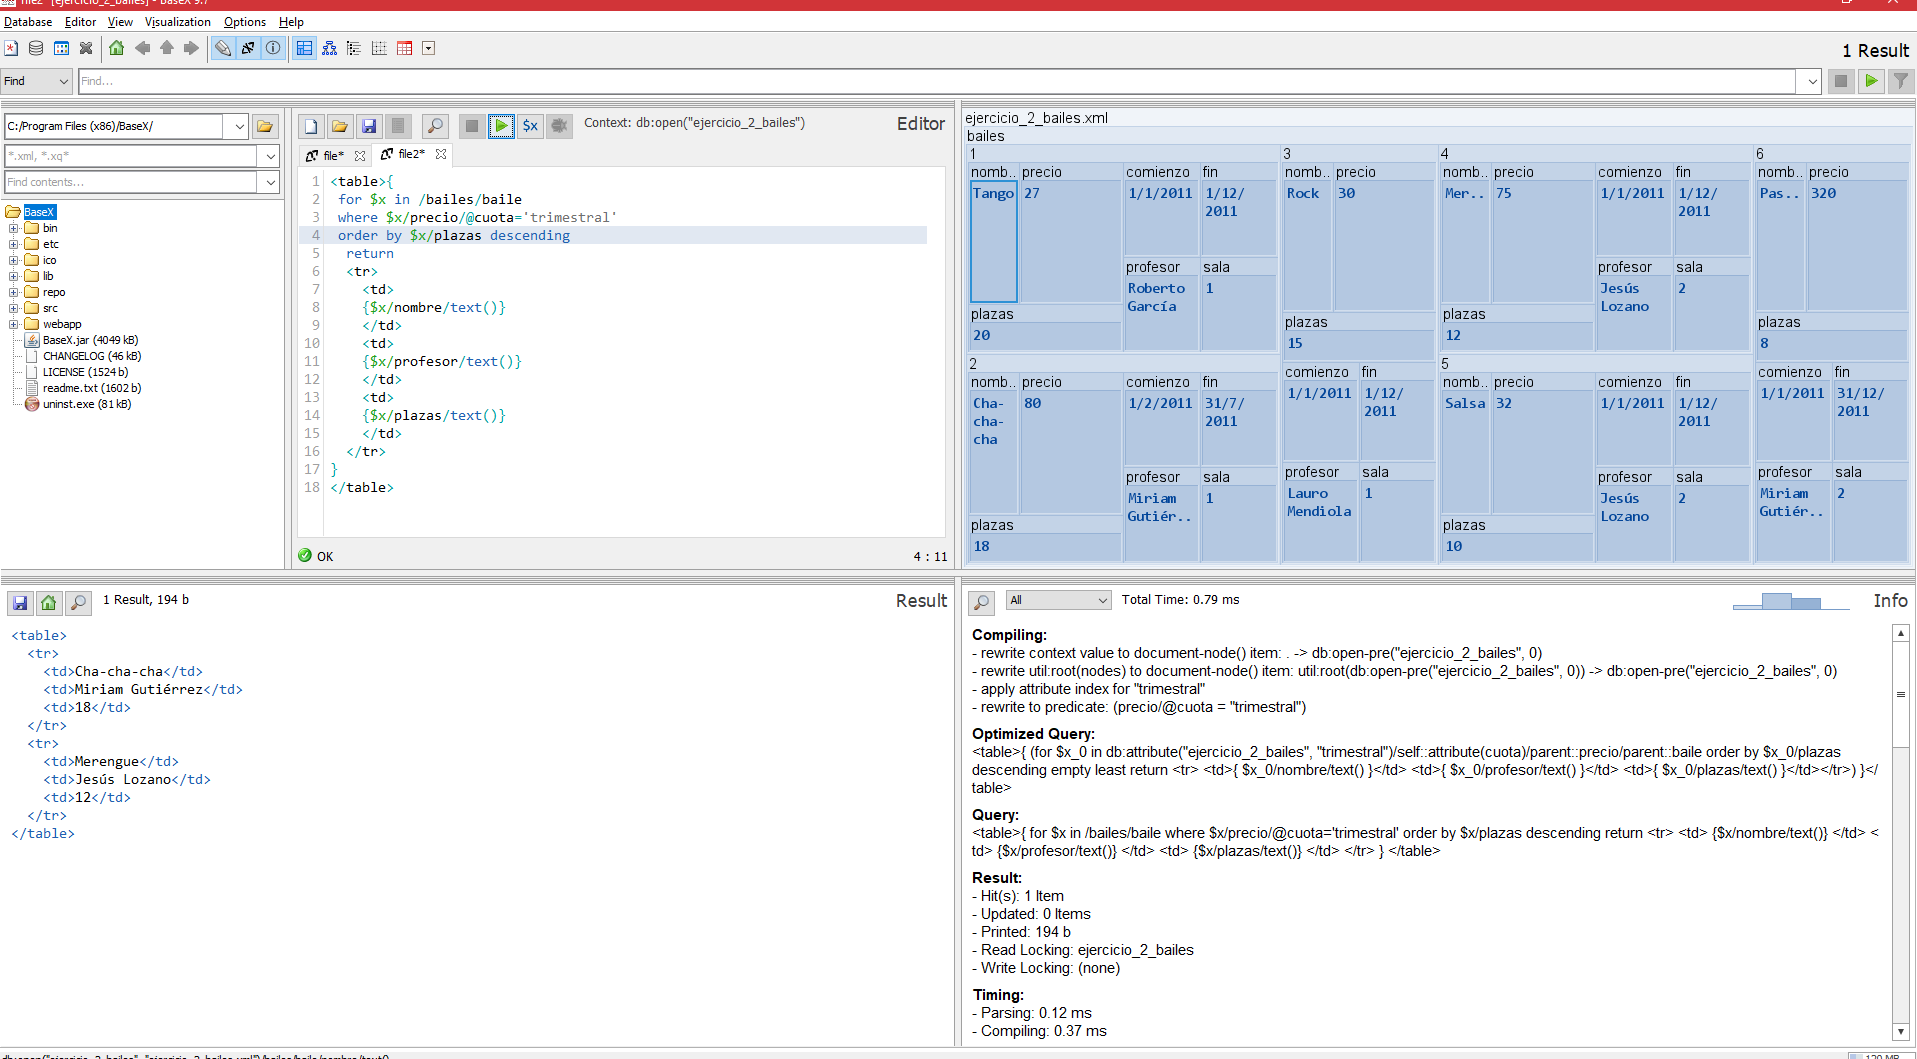 file2 [ejercicio_2_bailes] - BaseX 9.7
Database Editor View Visualization Options Help
1 Result
Find
Find...
C:/Program Files (x86)/BaseX/
*.xml, *.xq*
Find contents...
BaseX
bin
etc
ico
lib
repo
src
webapp
BaseX.jar (4049 kB)
CHANGELOG (46 kB)
LICENSE (1524 b)
readme.txt (1602 b)
uninst.exe (81 kB)
$x
Context: db:open("ejercicio_2_bailes")
Editor
file*
file2*
1 <table>{
2 for $x in /bailes/baile
3 where $x/precio/@cuota='trimestral'
4 order by $x/plazas descending
5 return
6 <tr>
7 <td>
8 {$x/nombre/text()}
9 </td>
10 <td>
11 {$x/profesor/text()}
12 </td>
13 <td>
14 {$x/plazas/text()}
15 </td>
16 </tr>
17 }
18 </table>
OK
4 : 11
ejercicio_2_bailes.xml
bailes
1
nomb.. precio comienzo fin
Tango 27 1/1/2011 1/12/
2011
profesor sala
Roberto 1
García
plazas
20
2
nomb.. precio comienzo fin
Cha- 80 1/2/2011 31/7/
cha- 2011
cha
profesor sala
Miriam 1
Gutiér..
plazas
18
3
nomb.. precio
Rock 30
plazas
15
comienzo fin
1/1/2011 1/12/
2011
profesor sala
Lauro 1
Mendiola
4
nomb.. precio comienzo fin
Mer.. 75 1/1/2011 1/12/
2011
profesor sala
Jesús 2
Lozano
plazas
12
5
nomb.. precio comienzo fin
Salsa 32 1/1/2011 1/12/
2011
profesor sala
Jesús 2
Lozano
plazas
10
6
nomb.. precio
Pas.. 320
plazas
8
comienzo fin
1/1/2011 31/12/
2011
profesor sala
Miriam 2
Gutiér..
1 Result, 194 b
Result
<table>
<tr>
<td>Cha-cha-cha</td>
<td>Miriam Gutiérrez</td>
<td>18</td>
</tr>
<tr>
<td>Merengue</td>
<td>Jesús Lozano</td>
<td>12</td>
</tr>
</table>
All
Total Time: 0.79 ms
Info
Compiling:
- rewrite context value to document-node() item: . -> db:open-pre("ejercicio_2_bailes", 0)
- rewrite util:root(nodes) to document-node() item: util:root(db:open-pre("ejercicio_2_bailes", 0)) -> db:open-pre("ejercicio_2_bailes", 0)
- apply attribute index for "trimestral"
- rewrite to predicate: (precio/@cuota = "trimestral")
Optimized Query:
<table>{ (for $x_0 in db:attribute("ejercicio_2_bailes", "trimestral")/self::attribute(cuota)/parent::precio/parent::baile order by $x_0/plazas
descending empty least return <tr> <td>{ $x_0/nombre/text() }</td> <td>{ $x_0/profesor/text() }</td> <td>{ $x_0/plazas/text() }</td></tr>) }</
table>
Query:
<table>{ for $x in /bailes/baile where $x/precio/@cuota='trimestral' order by $x/plazas descending return <tr> <td> {$x/nombre/text()} </td> <
td> {$x/profesor/text()} </td> <td> {$x/plazas/text()} </td> </tr> } </table>
Result:
- Hit(s): 1 Item
- Updated: 0 Items
- Printed: 194 b
- Read Locking: ejercicio_2_bailes
- Write Locking: (none)
Timing:
- Parsing: 0.12 ms
- Compiling: 0.37 ms